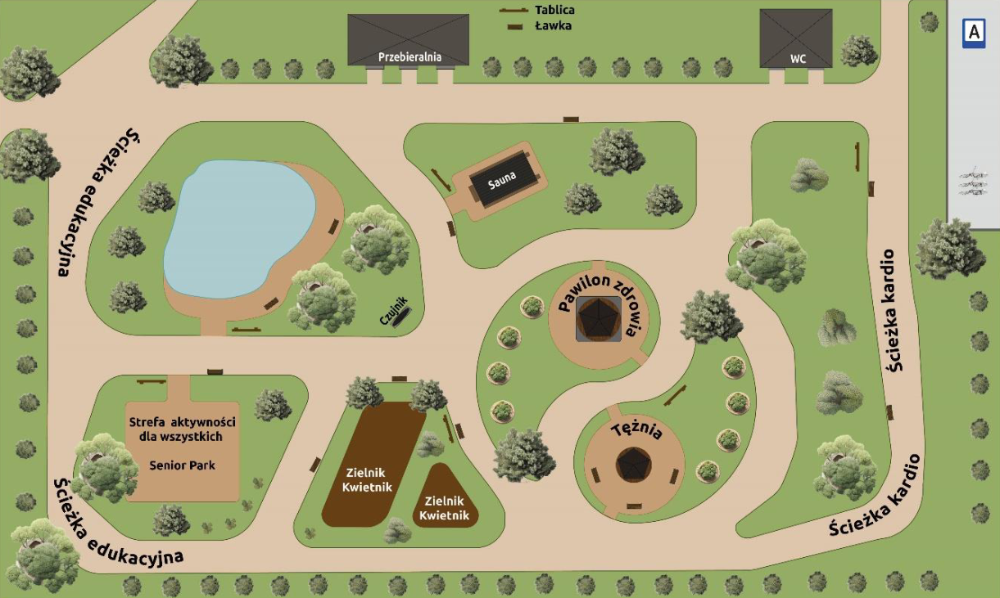 Tablica
Ławka
Przebieralnia
WC
A
Ścieżka edukacyjna
Sauna
Pawilon zdrowia
Czujnik
Ścieżka kardio
Strefa aktywności
dla wszystkich
Senior Park
Zielnik
Kwietnik
Zielnik
Kwietnik
Tężnia
Ścieżka edukacyjna
Ścieżka kardio